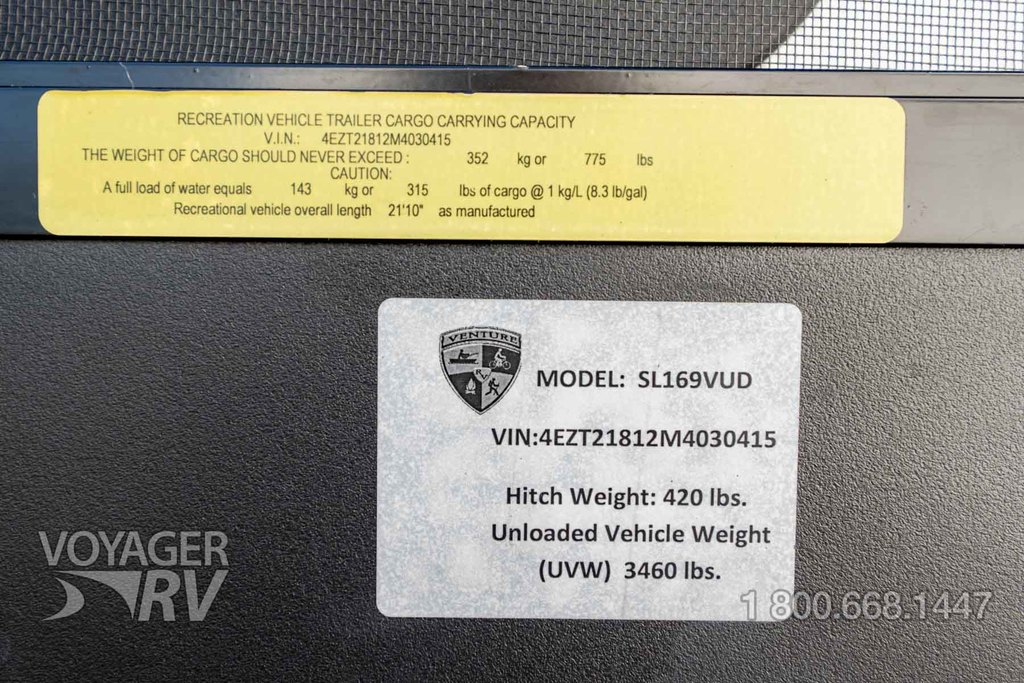 RECREATION VEHICLE TRAILER CARGO CARRYING CAPACITY
V.I.N.: 4EZT21812M4030415
THE WEIGHT OF CARGO SHOULD NEVER EXCEED : 352 kg or 775 lbs
CAUTION:
A full load of water equals 143 kg or 315 lbs of cargo @ 1 kg/L (8.3 lb/gal)
Recreational vehicle overall length 21'10" as manufactured
VENTURE
RV
MODEL: SL169VUD
VIN:4EZT21812M4030415
Hitch Weight: 420 lbs.
Unloaded Vehicle Weight
(UVW) 3460 lbs.
VOYAGER
RV
1 800.668.1447